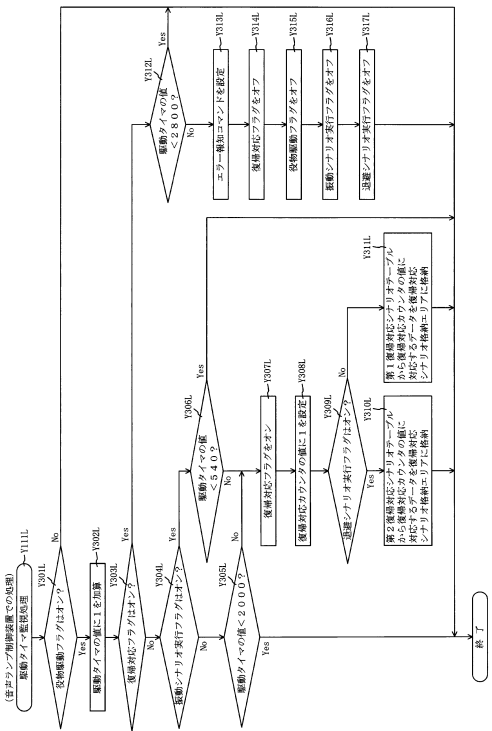 (音声ランプ制御装置での処理)
駆動タイマ監視処理
Y111L
Y301L
役物駆動フラグはオン?
No
Yes
Y302L
駆動タイマの値に1を加算
Y303L
復帰対応フラグはオン?
Yes
No
Y304L
振動シナリオ実行フラグはオン?
Yes
No
Y305L
駆動タイマの値<2000?
No
Yes
Y306L
駆動タイマの値
<540?
Yes
No
Y307L
復帰対応フラグをオン
Y308L
復帰対応カウンタの値に1を設定
Y309L
退避シナリオ実行フラグはオン?
No
Yes
Y310L
第2復帰対応シナリオテーブル
から復帰対応カウンタの値に
対応するデータを復帰対応
シナリオ格納エリアに格納
Y311L
第1復帰対応シナリオテーブル
から復帰対応カウンタの値に
対応するデータを復帰対応
シナリオ格納エリアに格納
Y312L
駆動タイマの値
<2800?
Yes
No
Y313L
エラー報知コマンドを設定
Y314L
復帰対応フラグをオフ
Y315L
役物駆動フラグをオフ
Y316L
振動シナリオ実行フラグをオフ
Y317L
退避シナリオ実行フラグをオフ
終了